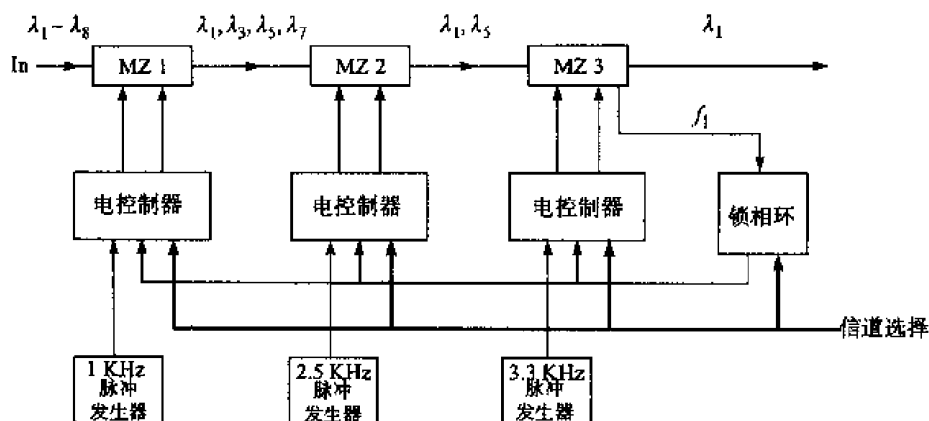 λ1 - λ8
λ1, λ3, λ5, λ7
λ1, λ5
λ1
In
MZ 1
MZ 2
MZ 3
f1
电控制器
电控制器
电控制器
锁相环
信道选择
1 KHz
脉冲
发生器
2.5 KHz
脉冲
发生器
3.3 KHz
脉冲
发生器